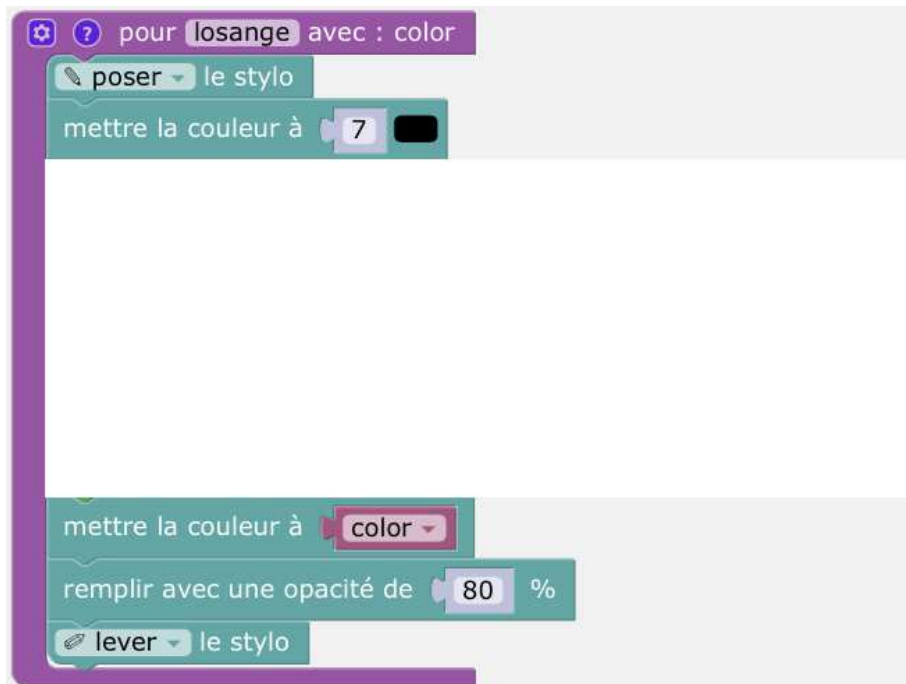 ? pour losange avec : color
poser le stylo
mettre la couleur à 7
mettre la couleur à color
remplir avec une opacité de 80 %
lever le stylo